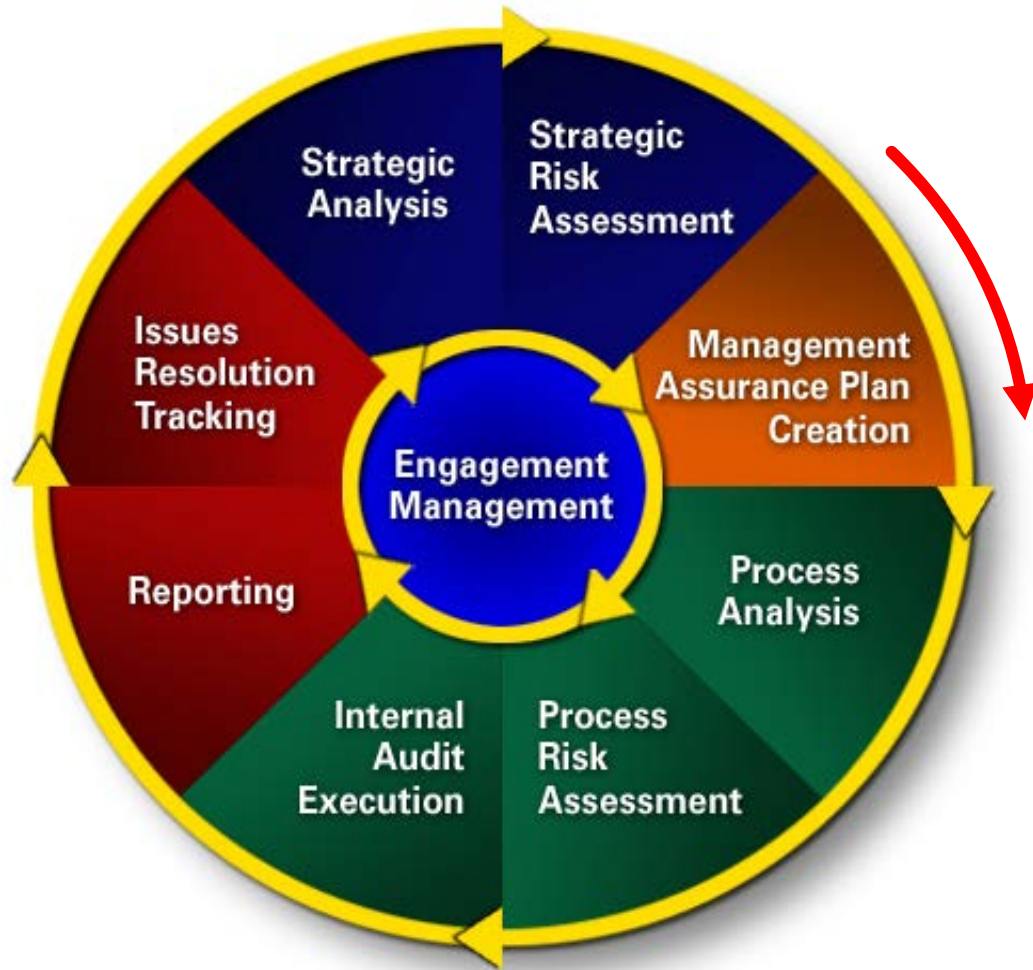 Strategic
Analysis
Strategic
Risk
Assessment
Management
Assurance Plan
Creation
Process
Analysis
Process
Risk
Assessment
Internal
Audit
Execution
Reporting
Issues
Resolution
Tracking
Engagement
Management